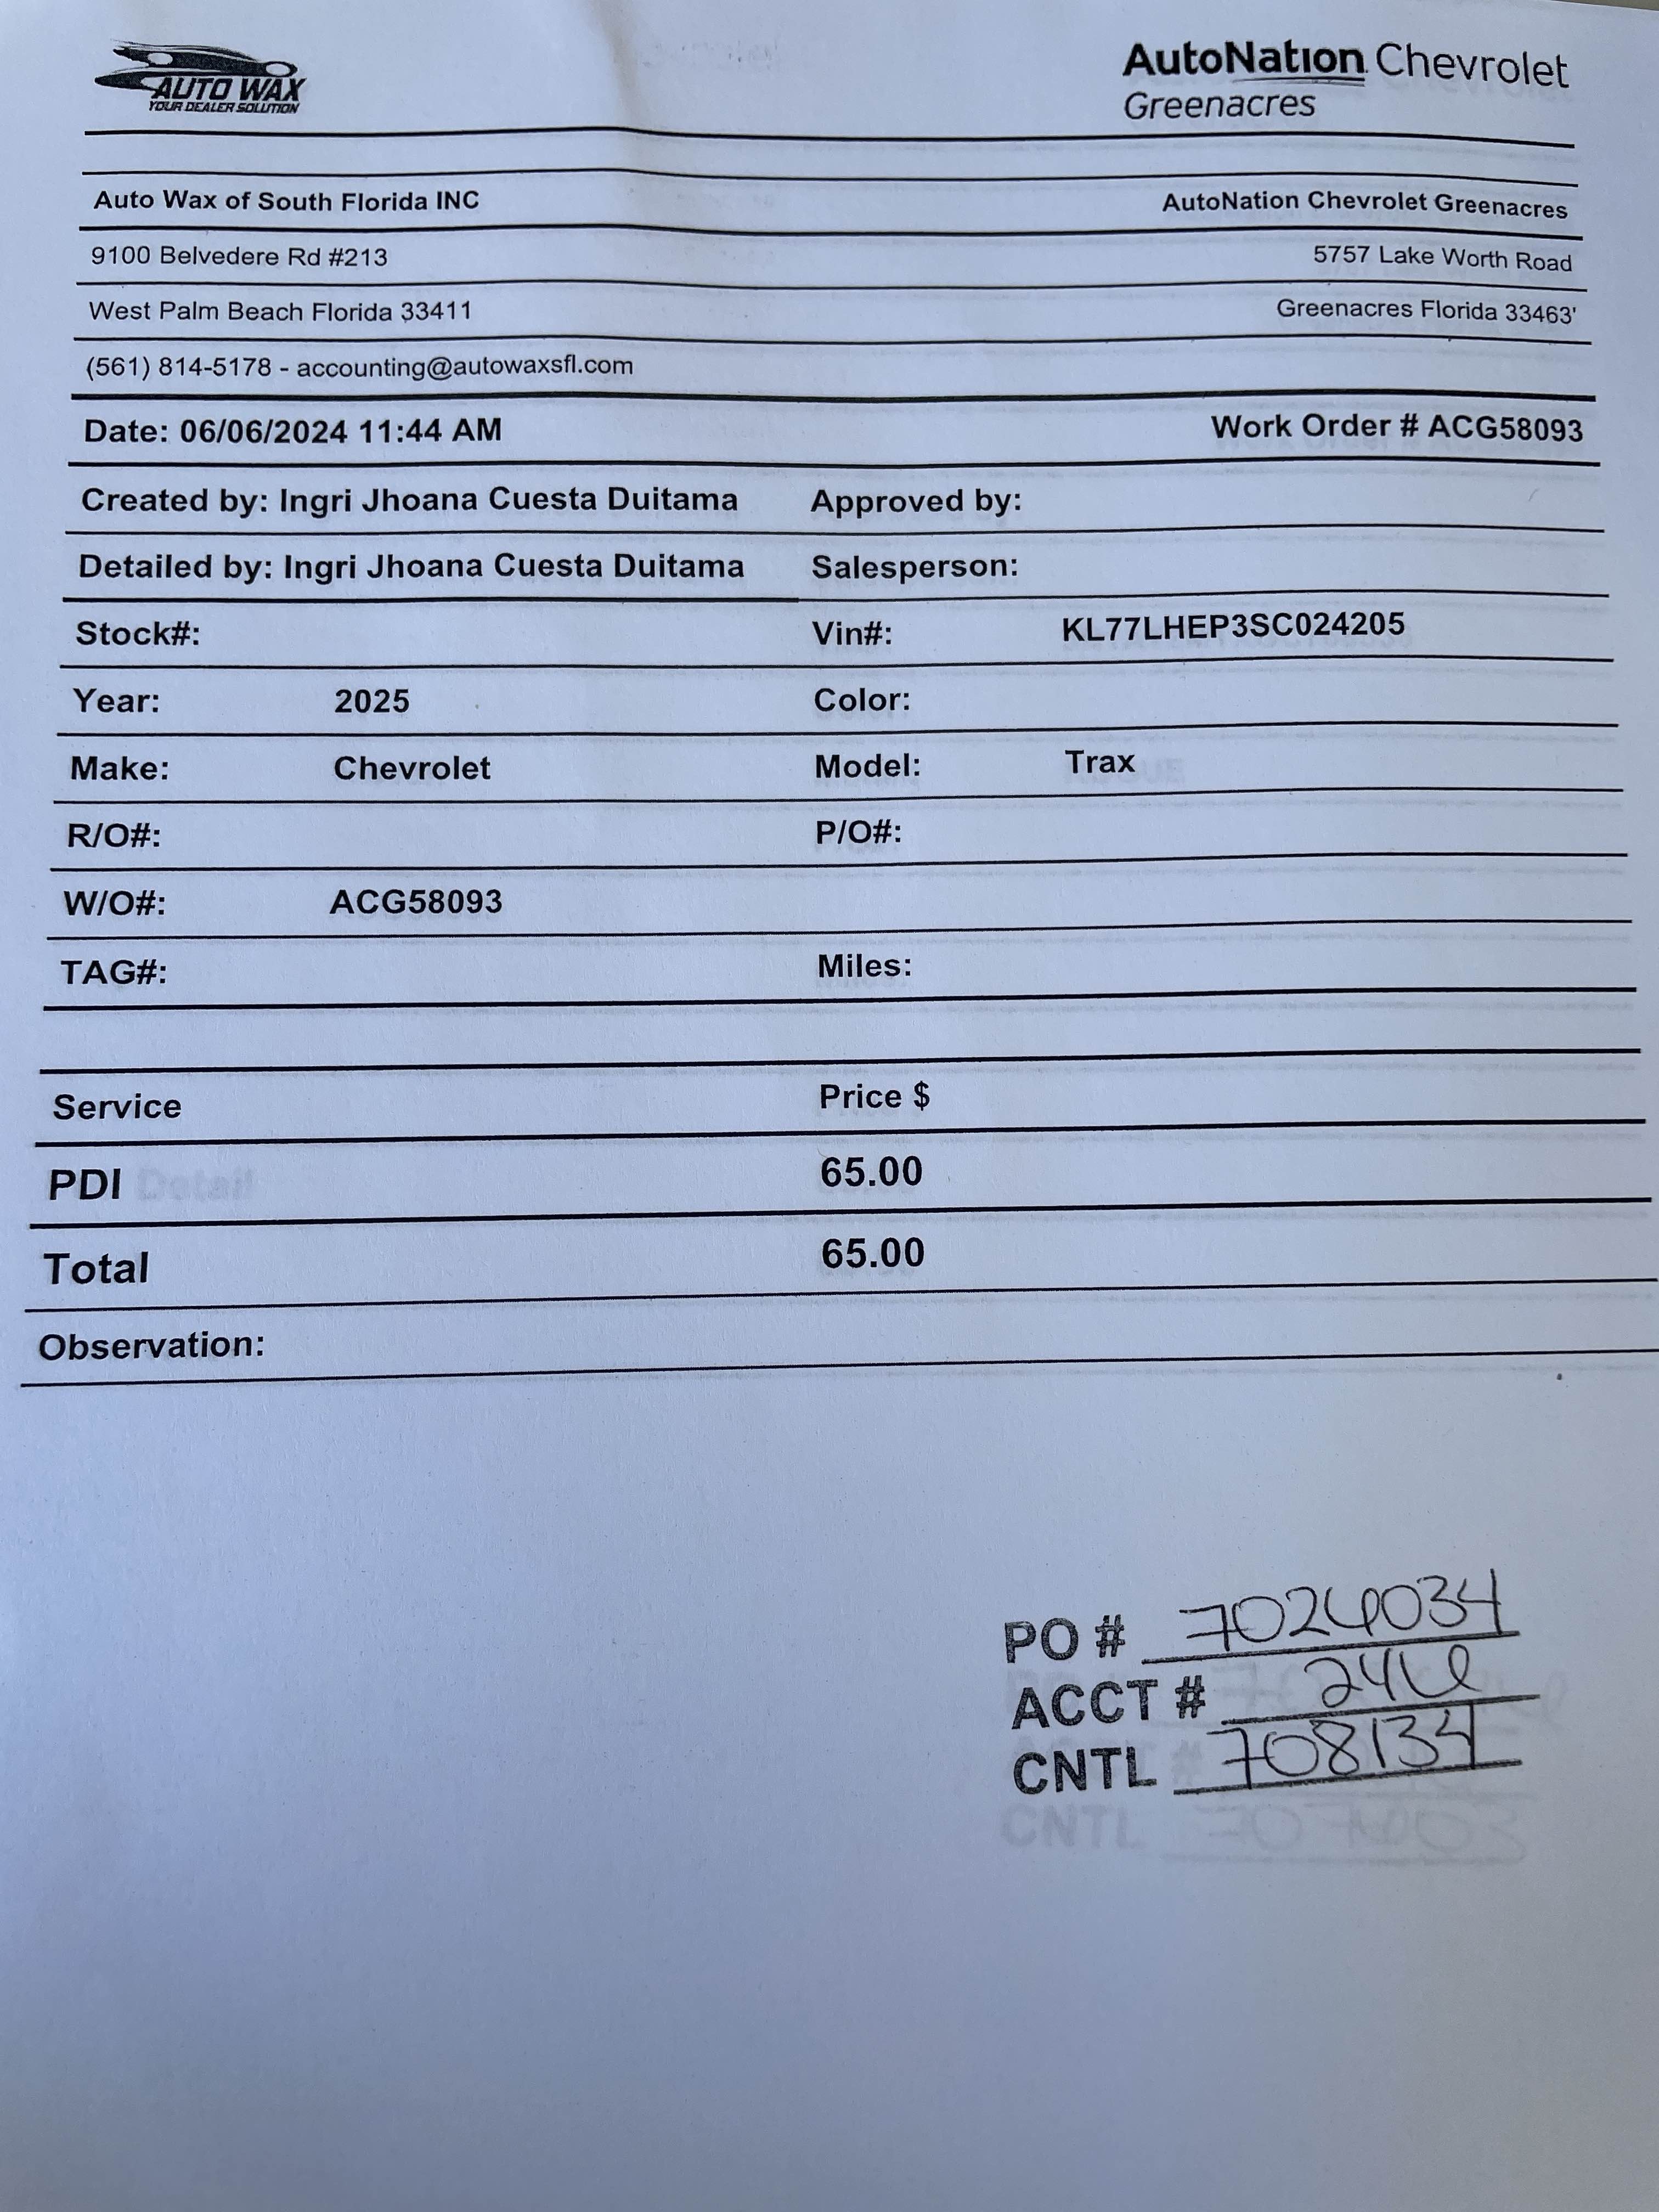 AUTO WAX
YOUR DEALER SOLUTION
AutoNation Chevrolet
Greenacres
Auto Wax of South Florida INC AutoNation Chevrolet Greenacres
9100 Belvedere Rd #213 5757 Lake Worth Road
West Palm Beach Florida 33411 Greenacres Florida 33463'
(561) 814-5178 - accounting@autowaxsfl.com
Date: 06/06/2024 11:44 AM Work Order # ACG58093
Created by: Ingri Jhoana Cuesta Duitama Approved by:
Detailed by: Ingri Jhoana Cuesta Duitama Salesperson:
Stock#: Vin#: KL77LHEP3SC024205
Year: 2025 Color:
Make: Chevrolet Model: Trax
R/O#: P/O#:
W/O#: ACG58093
TAG#: Miles:
Service Price $
PDI 65.00
Total 65.00
Observation:
PO #
ACCT #
CNTL 708134